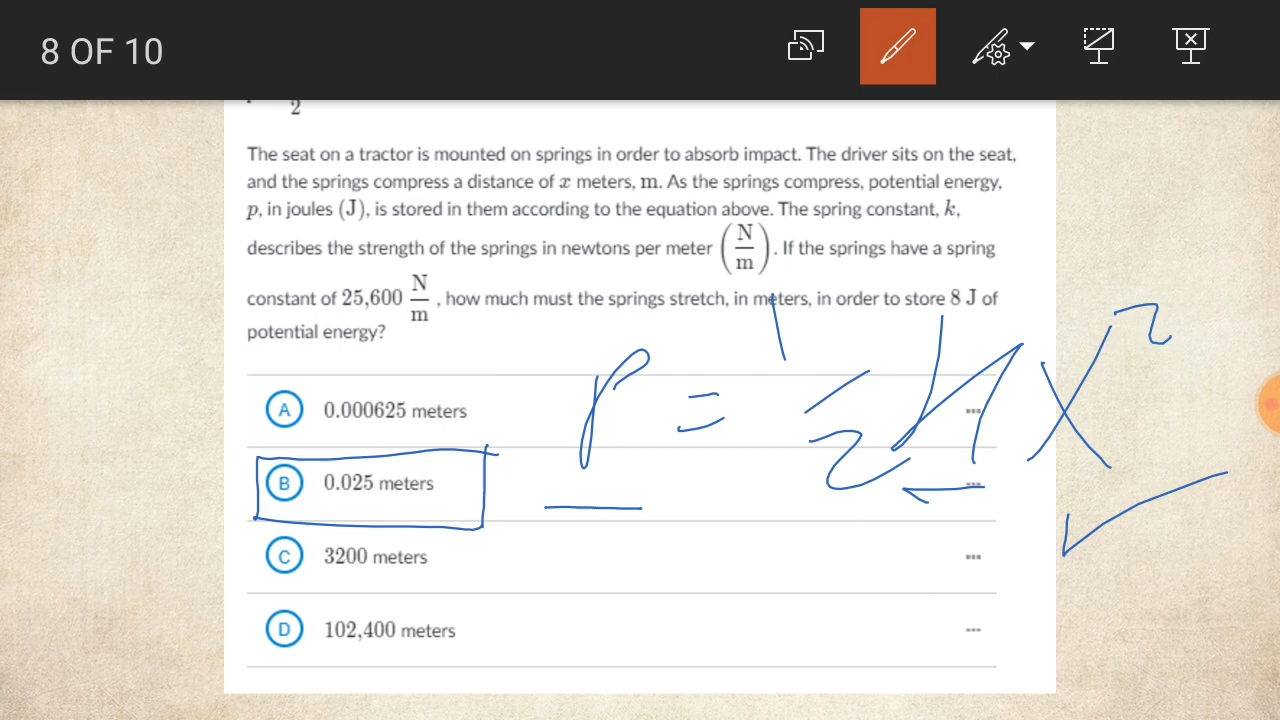 8 OF 10
2
The seat on a tractor is mounted on springs in order to absorb impact. The driver sits on the seat,
and the springs compress a distance of x meters, m. As the springs compress, potential energy,
p, in joules (J), is stored in them according to the equation above. The spring constant, k,
describes the strength of the springs in newtons per meter (N/m). If the springs have a spring
constant of 25,600 N/m, how much must the springs stretch, in meters, in order to store 8 J of
potential energy?
P = 1/2 k x²
A 0.000625 meters
B 0.025 meters
C 3200 meters
D 102,400 meters